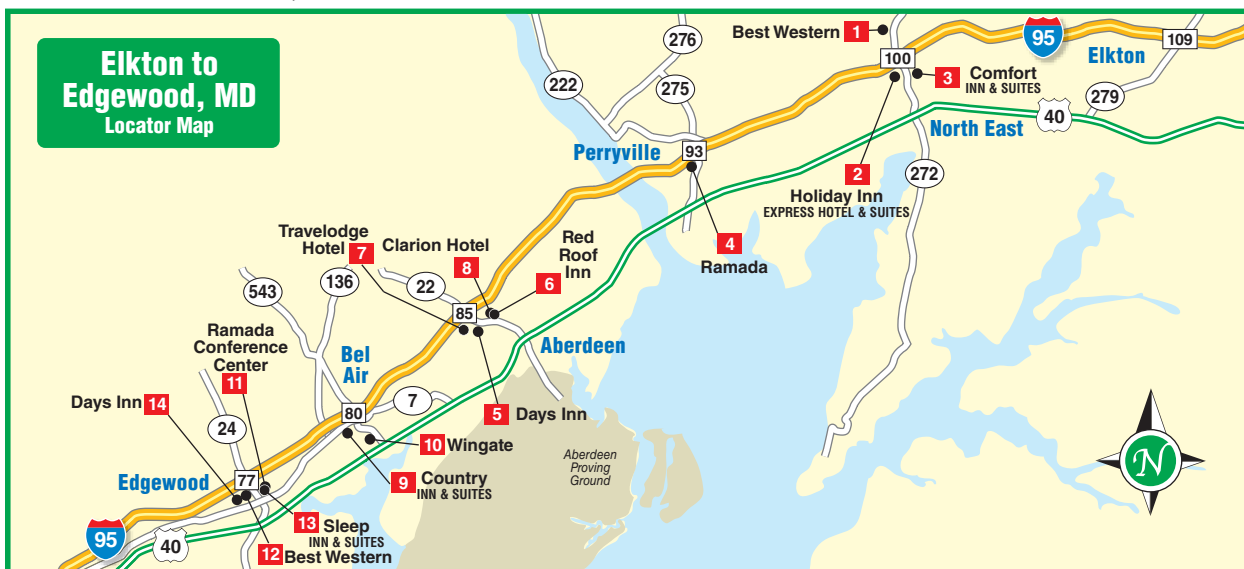 Elkton to
Edgewood, MD
Locator Map
276
222
275
Best Western 1
100
95
109
Elkton
3 Comfort
INN & SUITES
279
40
North East
Perryville
93
2
Holiday Inn
EXPRESS HOTEL & SUITES
272
4
Ramada
Travelodge
Hotel 7
Clarion Hotel
8
Red
Roof
Inn
6
543
136
22
85
Aberdeen
Ramada
Conference
Center
11
Bel
Air
Days Inn 14
24
80
7
5 Days Inn
10 Wingate
9 Country
INN & SUITES
Aberdeen
Proving
Ground
Edgewood
77
13 Sleep
INN & SUITES
12 Best Western
95
40
N